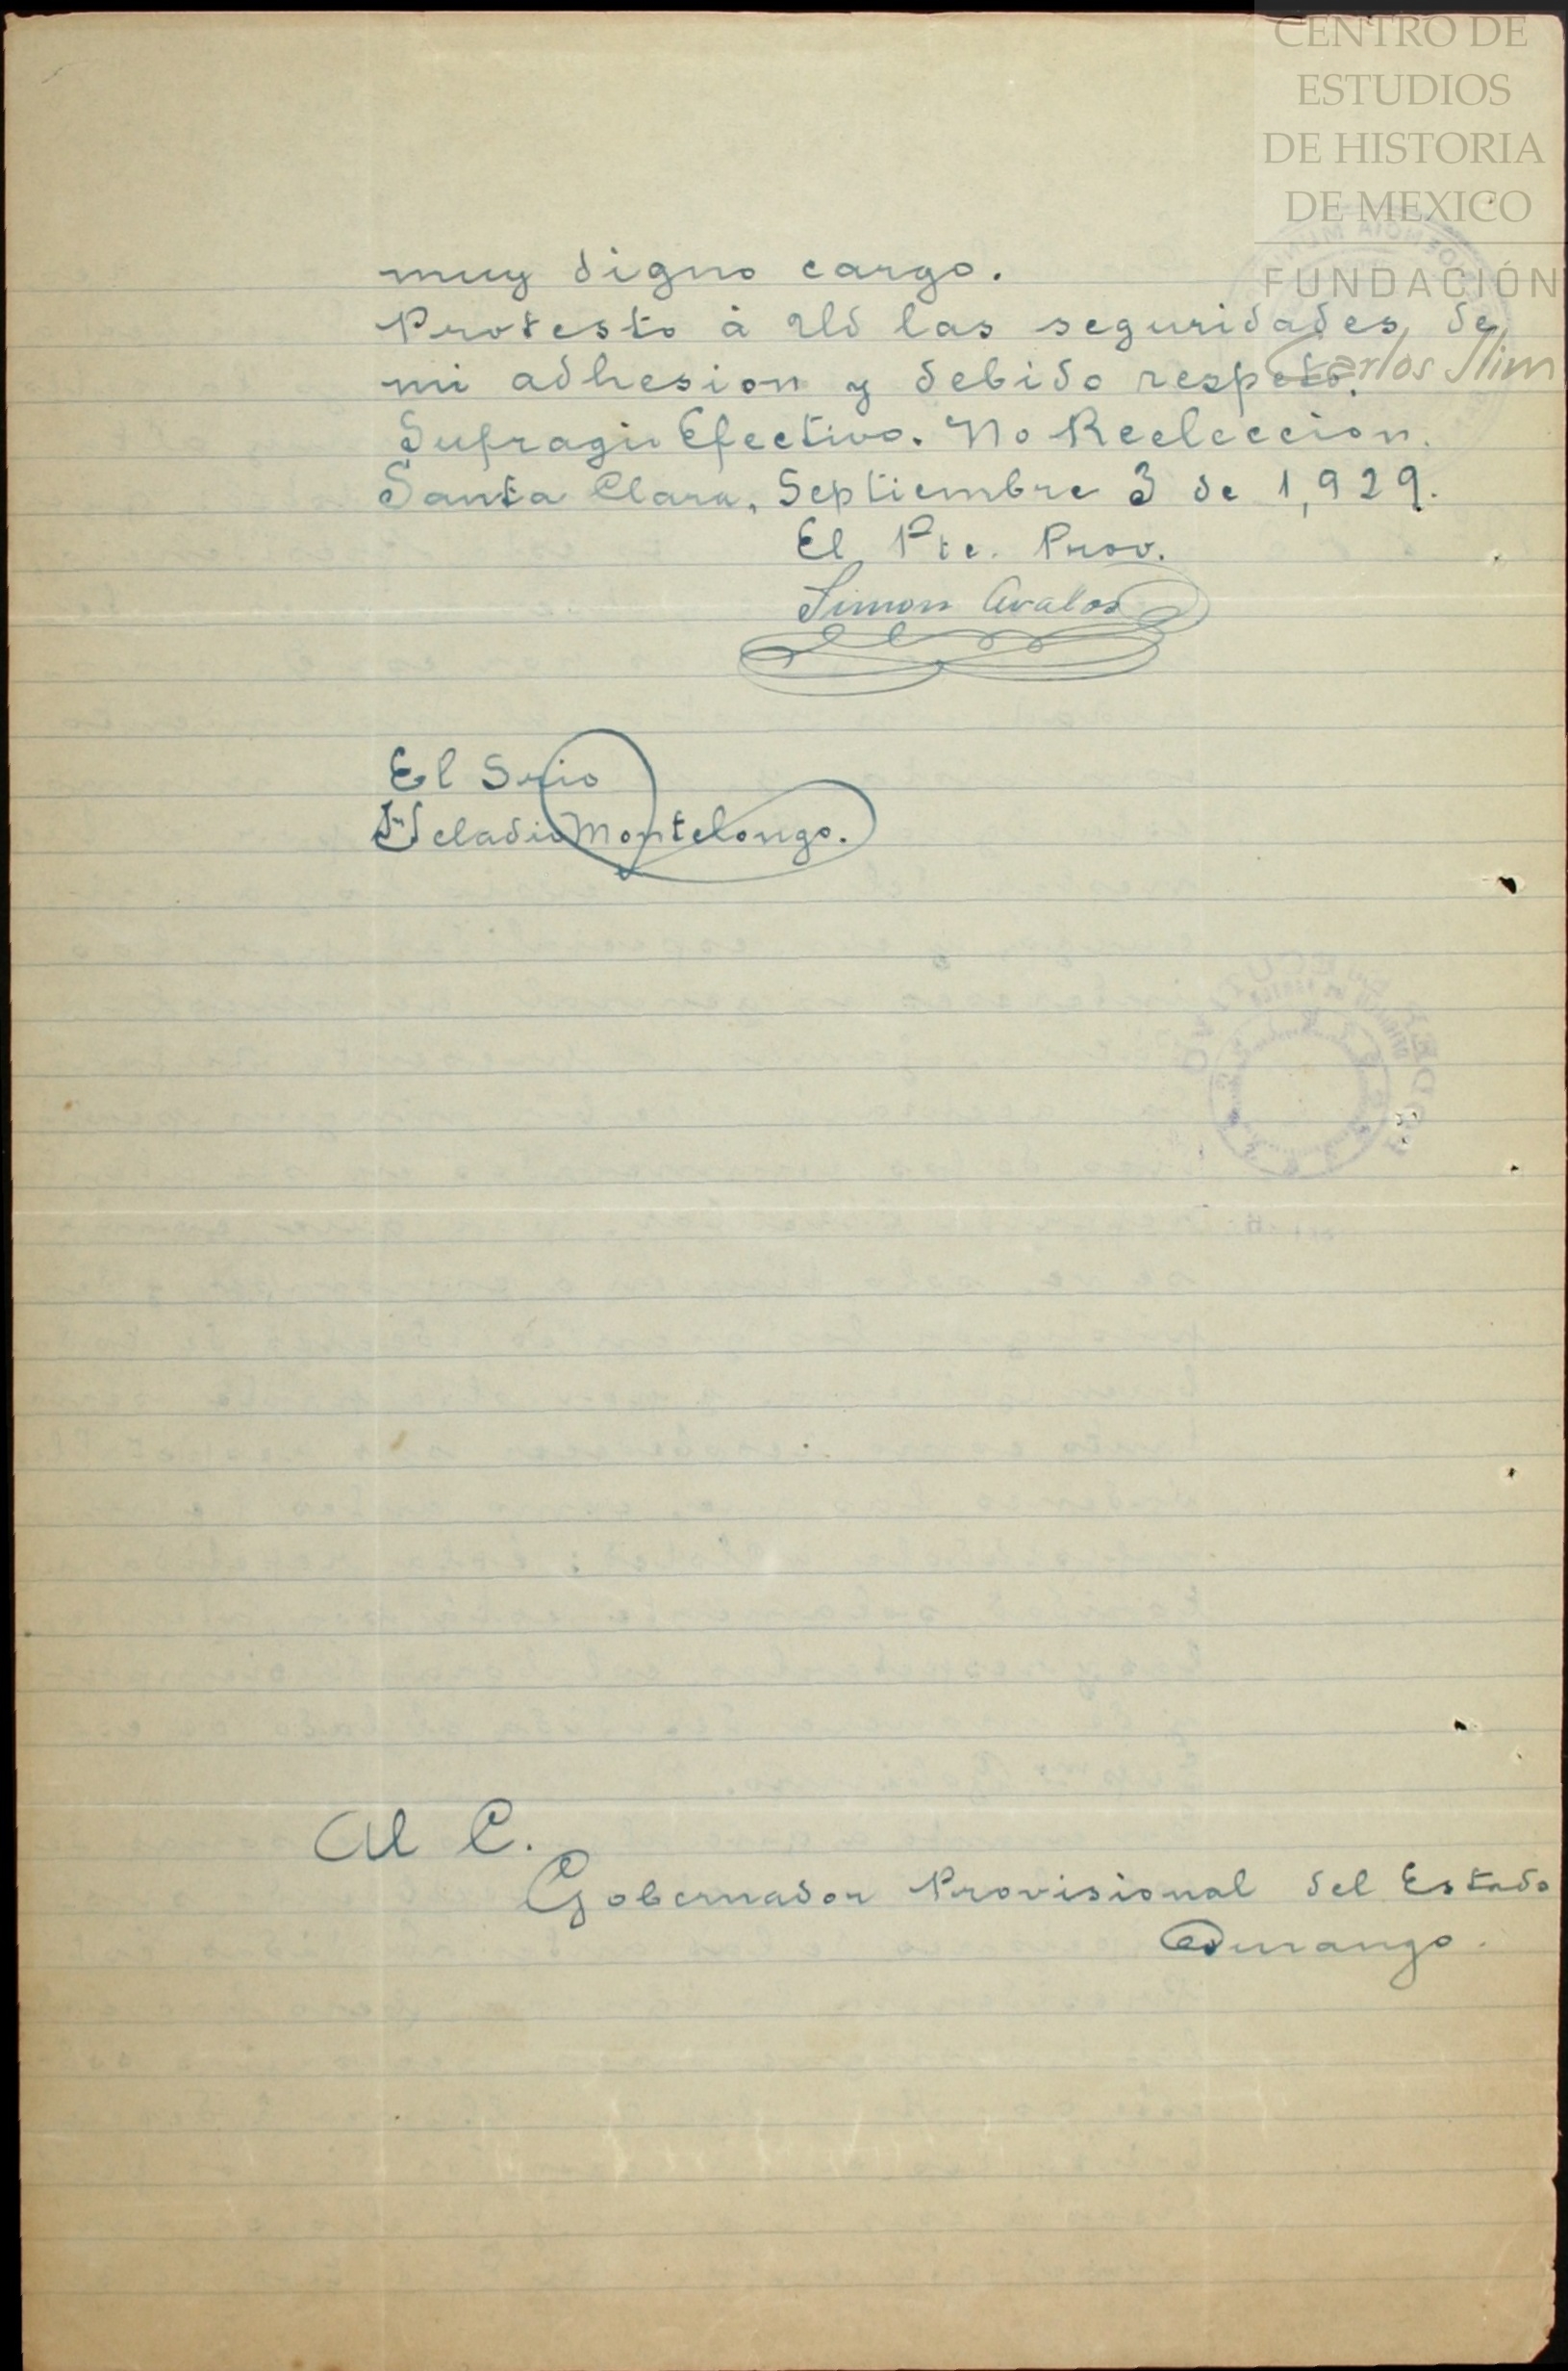 CENTRO DE
ESTUDIOS
DE HISTORIA
DE MEXICO
FUNDACIÓN
Carlos Slim
muy digno cargo.
Protesto á Ud las seguridades de
mi adhesion y debido respeto.
Sufragio Efectivo. No Reeleccion.
Santa Clara, Septiembre 3 de 1,929.
El Pte. Prov.
Simon Avalos
El Srio
Heladio Montelongo.
Al C.
Gobernador Provisional del Estado
Durango.